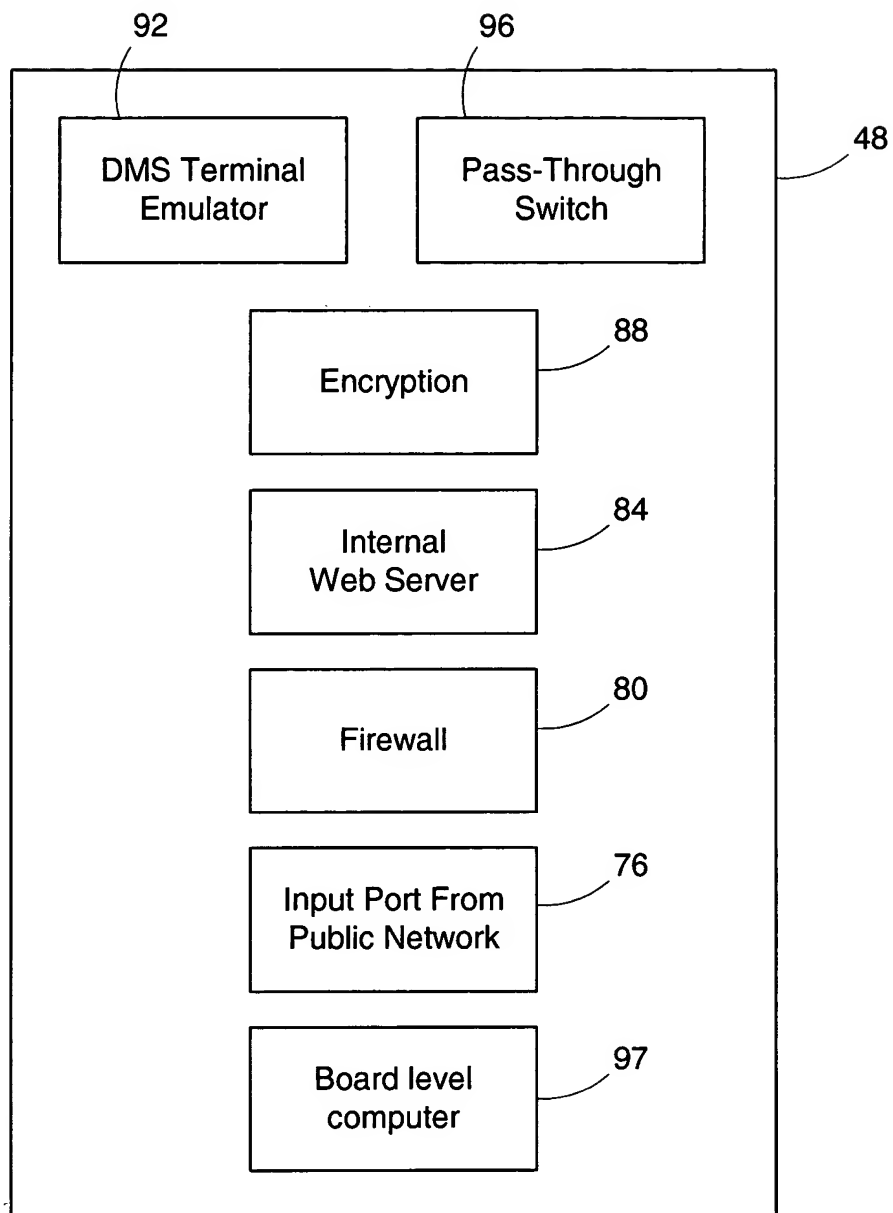 92
96
48
DMS Terminal
Emulator
Pass-Through
Switch
88
Encryption
84
Internal
Web Server
80
Firewall
76
Input Port From
Public Network
97
Board level
computer